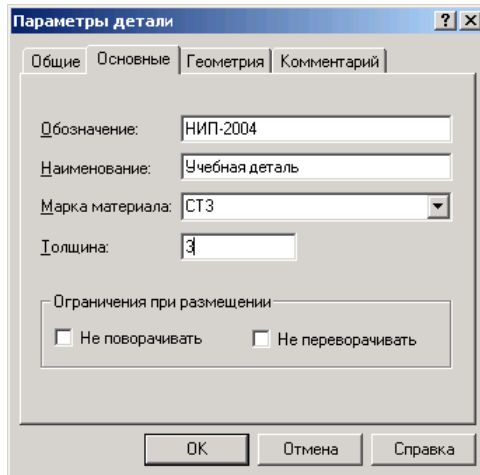 Параметры детали
Общие Основные Геометрия Комментарий
Обозначение: НИП-2004
Наименование: Учебная деталь
Марка материала: СТ3
Толщина: 3
Ограничения при размещении
Не поворачивать Не переворачивать
OK Отмена Справка